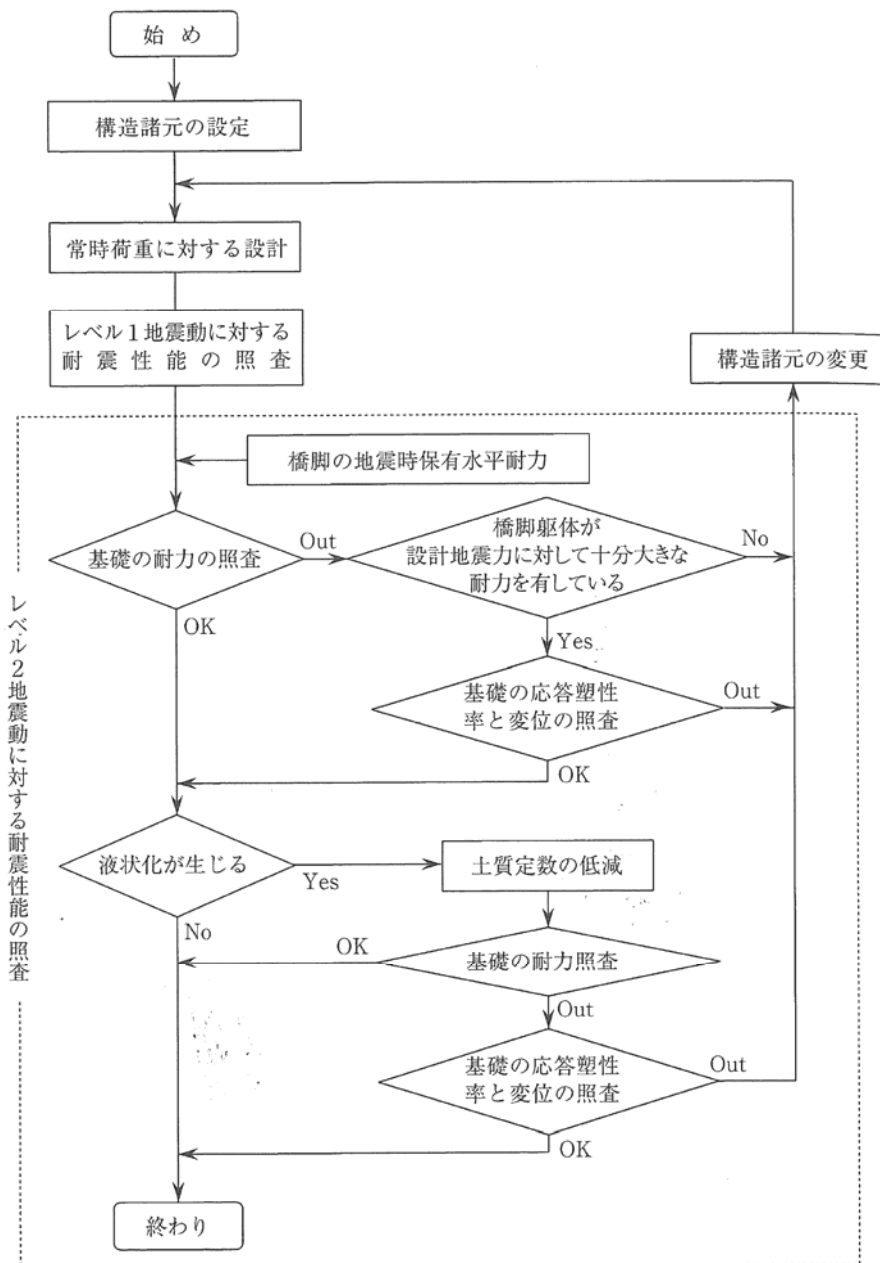 始め
構造諸元の設定
常時荷重に対する設計
レベル1地震動に対する
耐震性能の照査
構造諸元の変更
橋脚の地震時保有水平耐力
基礎の耐力の照査
Out
橋脚躯体が
設計地震力に対して十分大きな
耐力を有している
No
OK
Yes
基礎の応答塑性
率と変位の照査
Out
OK
レベル2地震動に対する耐震性能の照査
液状化が生じる
Yes
土質定数の低減
No
OK
基礎の耐力照査
Out
基礎の応答塑性
率と変位の照査
Out
OK
終わり